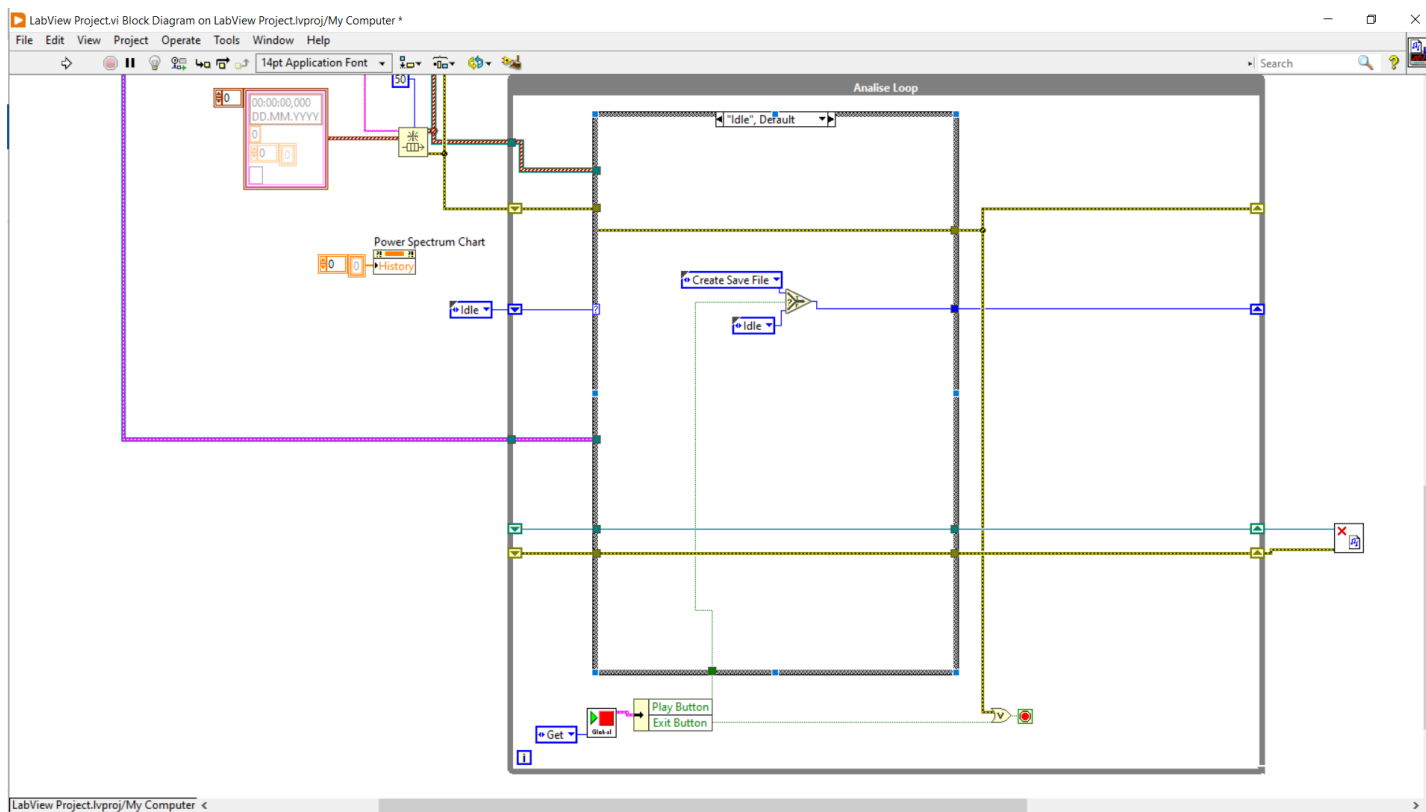 LabView Project.vi Block Diagram on LabView Project.lvproj/My Computer *
File Edit View Project Operate Tools Window Help
14pt Application Font
Search
50
Analise Loop
0
00:00:00,000
DD.MM.YYYY
0
0 0
"Idle", Default
Power Spectrum Chart
0 0 History
Create Save File
Idle
?
?
Idle
Play Button
Exit Button
Get
Glob-al
V
i
LabView Project.lvproj/My Computer <